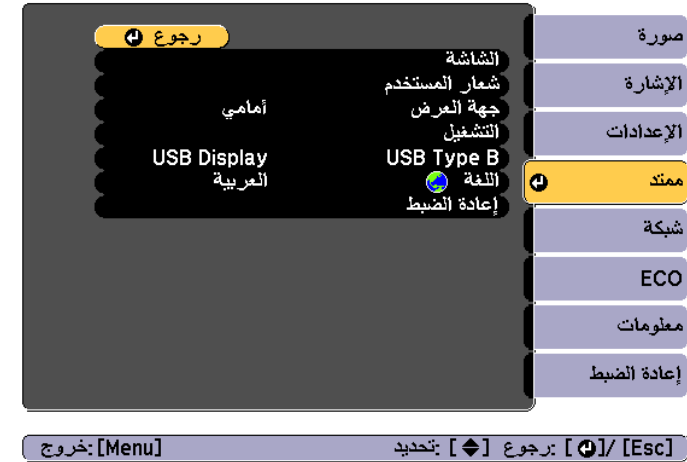 صورة
الإشارة
الإعدادات
ممتد
شبكة
ECO
معلومات
إعادة الضبط
رجوع
الشاشة
شعار المستخدم
جهة العرض أمامي
التشغيل
USB Type B USB Display
اللغة العربية
إعادة الضبط
[Esc] /[ ] :رجوع [ ] :تحديد [Menu] :خروج